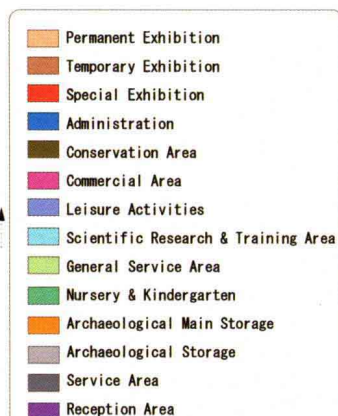 Permanent Exhibition
Temporary Exhibition
Special Exhibition
Administration
Conservation Area
Commercial Area
Leisure Activities
Scientific Research & Training Area
General Service Area
Nursery & Kindergarten
Archaeological Main Storage
Archaeological Storage
Service Area
Reception Area